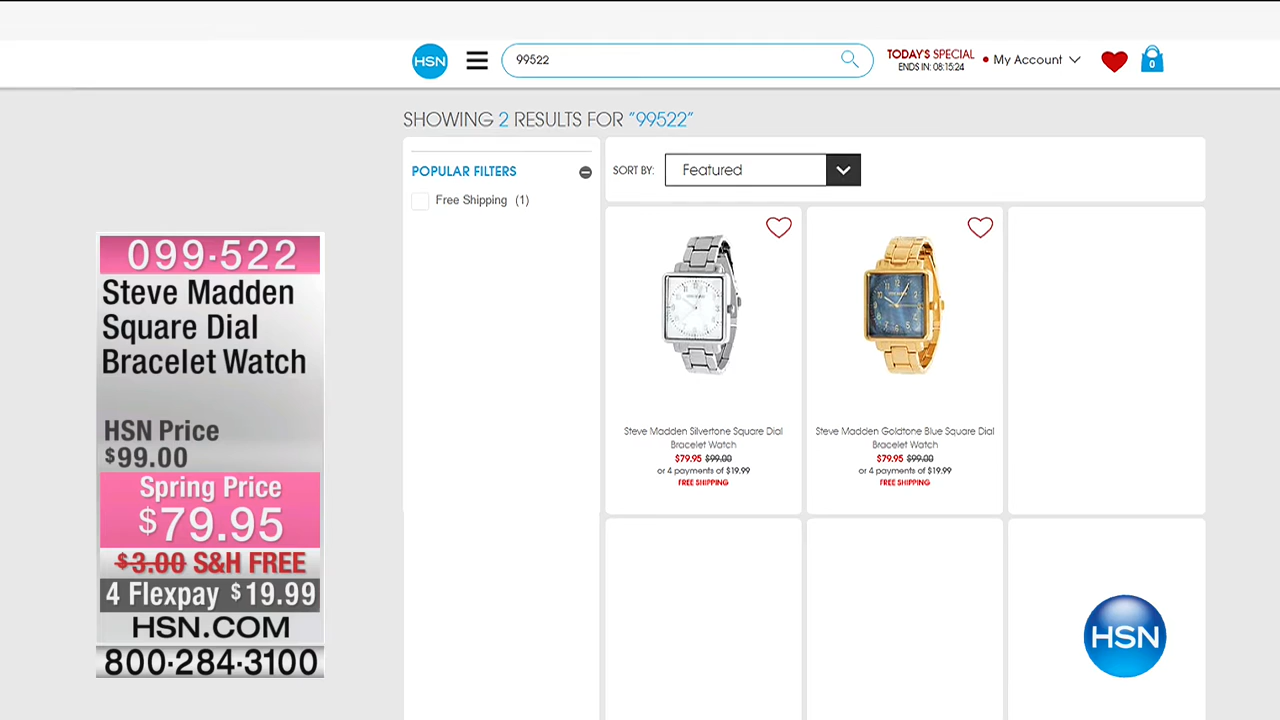 HSN
99522
TODAY'S SPECIAL
ENDS IN: 08:15:24
My Account
0
SHOWING 2 RESULTS FOR "99522"
POPULAR FILTERS
Free Shipping (1)
SORT BY:
Featured
099·522
Steve Madden
Square Dial
Bracelet Watch
HSN Price
$99.00
Spring Price
$79.95
$3.00 S&H FREE
4 Flexpay $19.99
HSN.COM
800·284·3100
Steve Madden Silvertone Square Dial
Bracelet Watch
$79.95 $99.00
or 4 payments of $19.99
FREE SHIPPING
Steve Madden Goldtone Blue Square Dial
Bracelet Watch
$79.95 $99.00
or 4 payments of $19.99
FREE SHIPPING
HSN